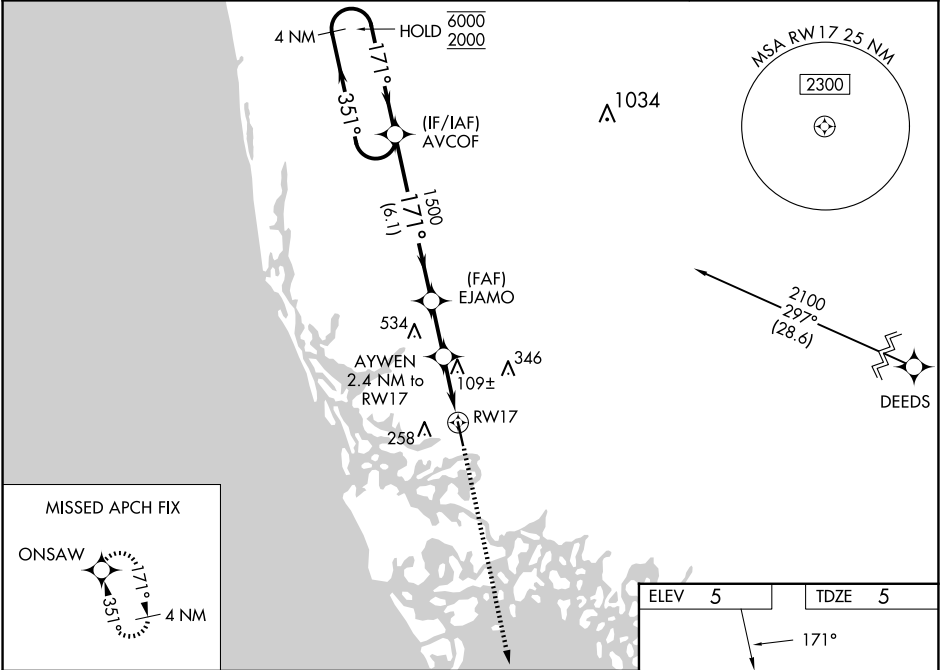 4 NM
HOLD
6000
2000
171°
351°
(IF/IAF)
AVCOF
1034
MSA RW17 25 NM
2300
1500
171°
(6.1)
(FAF)
EJAMO
534
AYWEN
2.4 NM to
RW17
346
109±
RW17
258
2100
297°
(28.6)
DEEDS
MISSED APCH FIX
ONSAW
171°
351°
4 NM
ELEV 5
TDZE 5
171°